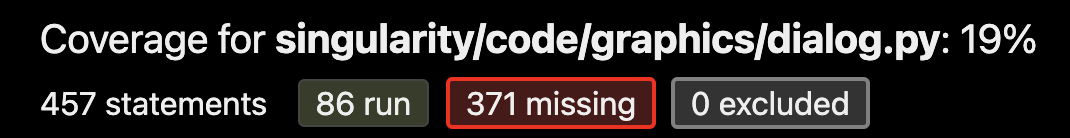 Coverage for singularity/code/graphics/dialog.py: 19%
457 statements 86 run 371 missing 0 excluded